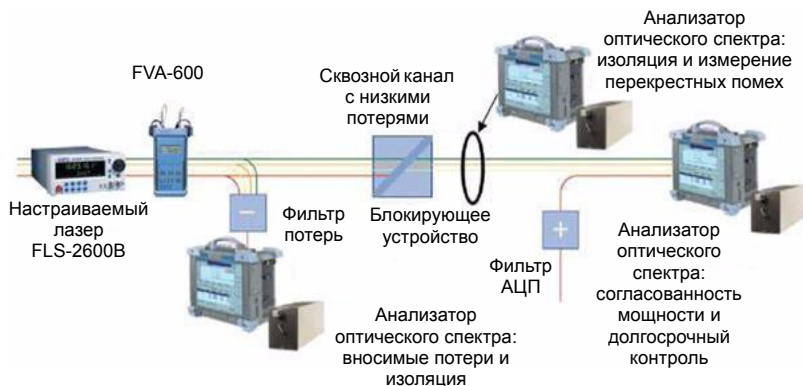 FVA-600
Сквозной канал
с низкими
потерями
Анализатор
оптического спектра:
изоляция и измерение
перекрестных помех
Настраиваемый
лазер
FLS-2600B
Фильтр
потерь
Блокирующее
устройство
Фильтр
АЦП
Анализатор
оптического
спектра:
согласованность
мощности и
долгосрочный
контроль
Анализатор
оптического спектра:
вносимые потери и
изоляция